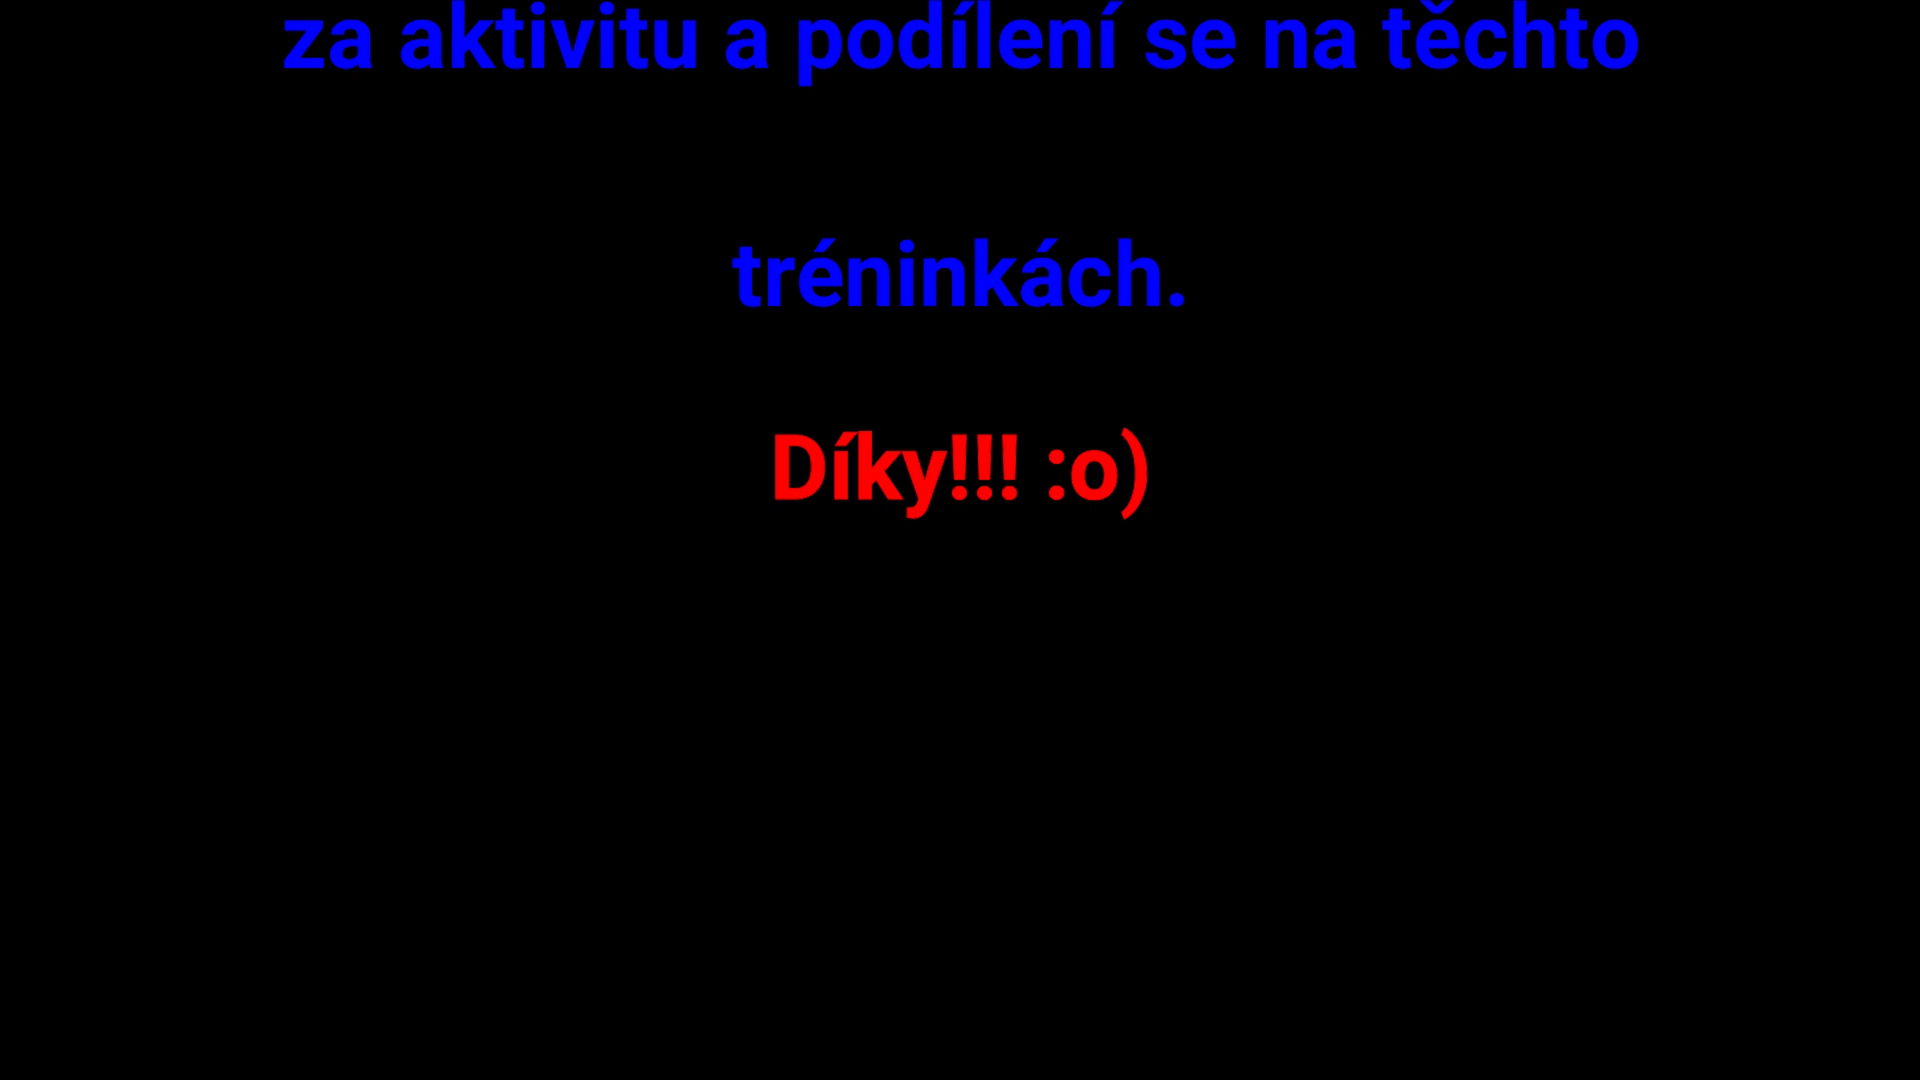 za aktivitu a podílení se na těchto
tréninkách.
Díky!!! :o)